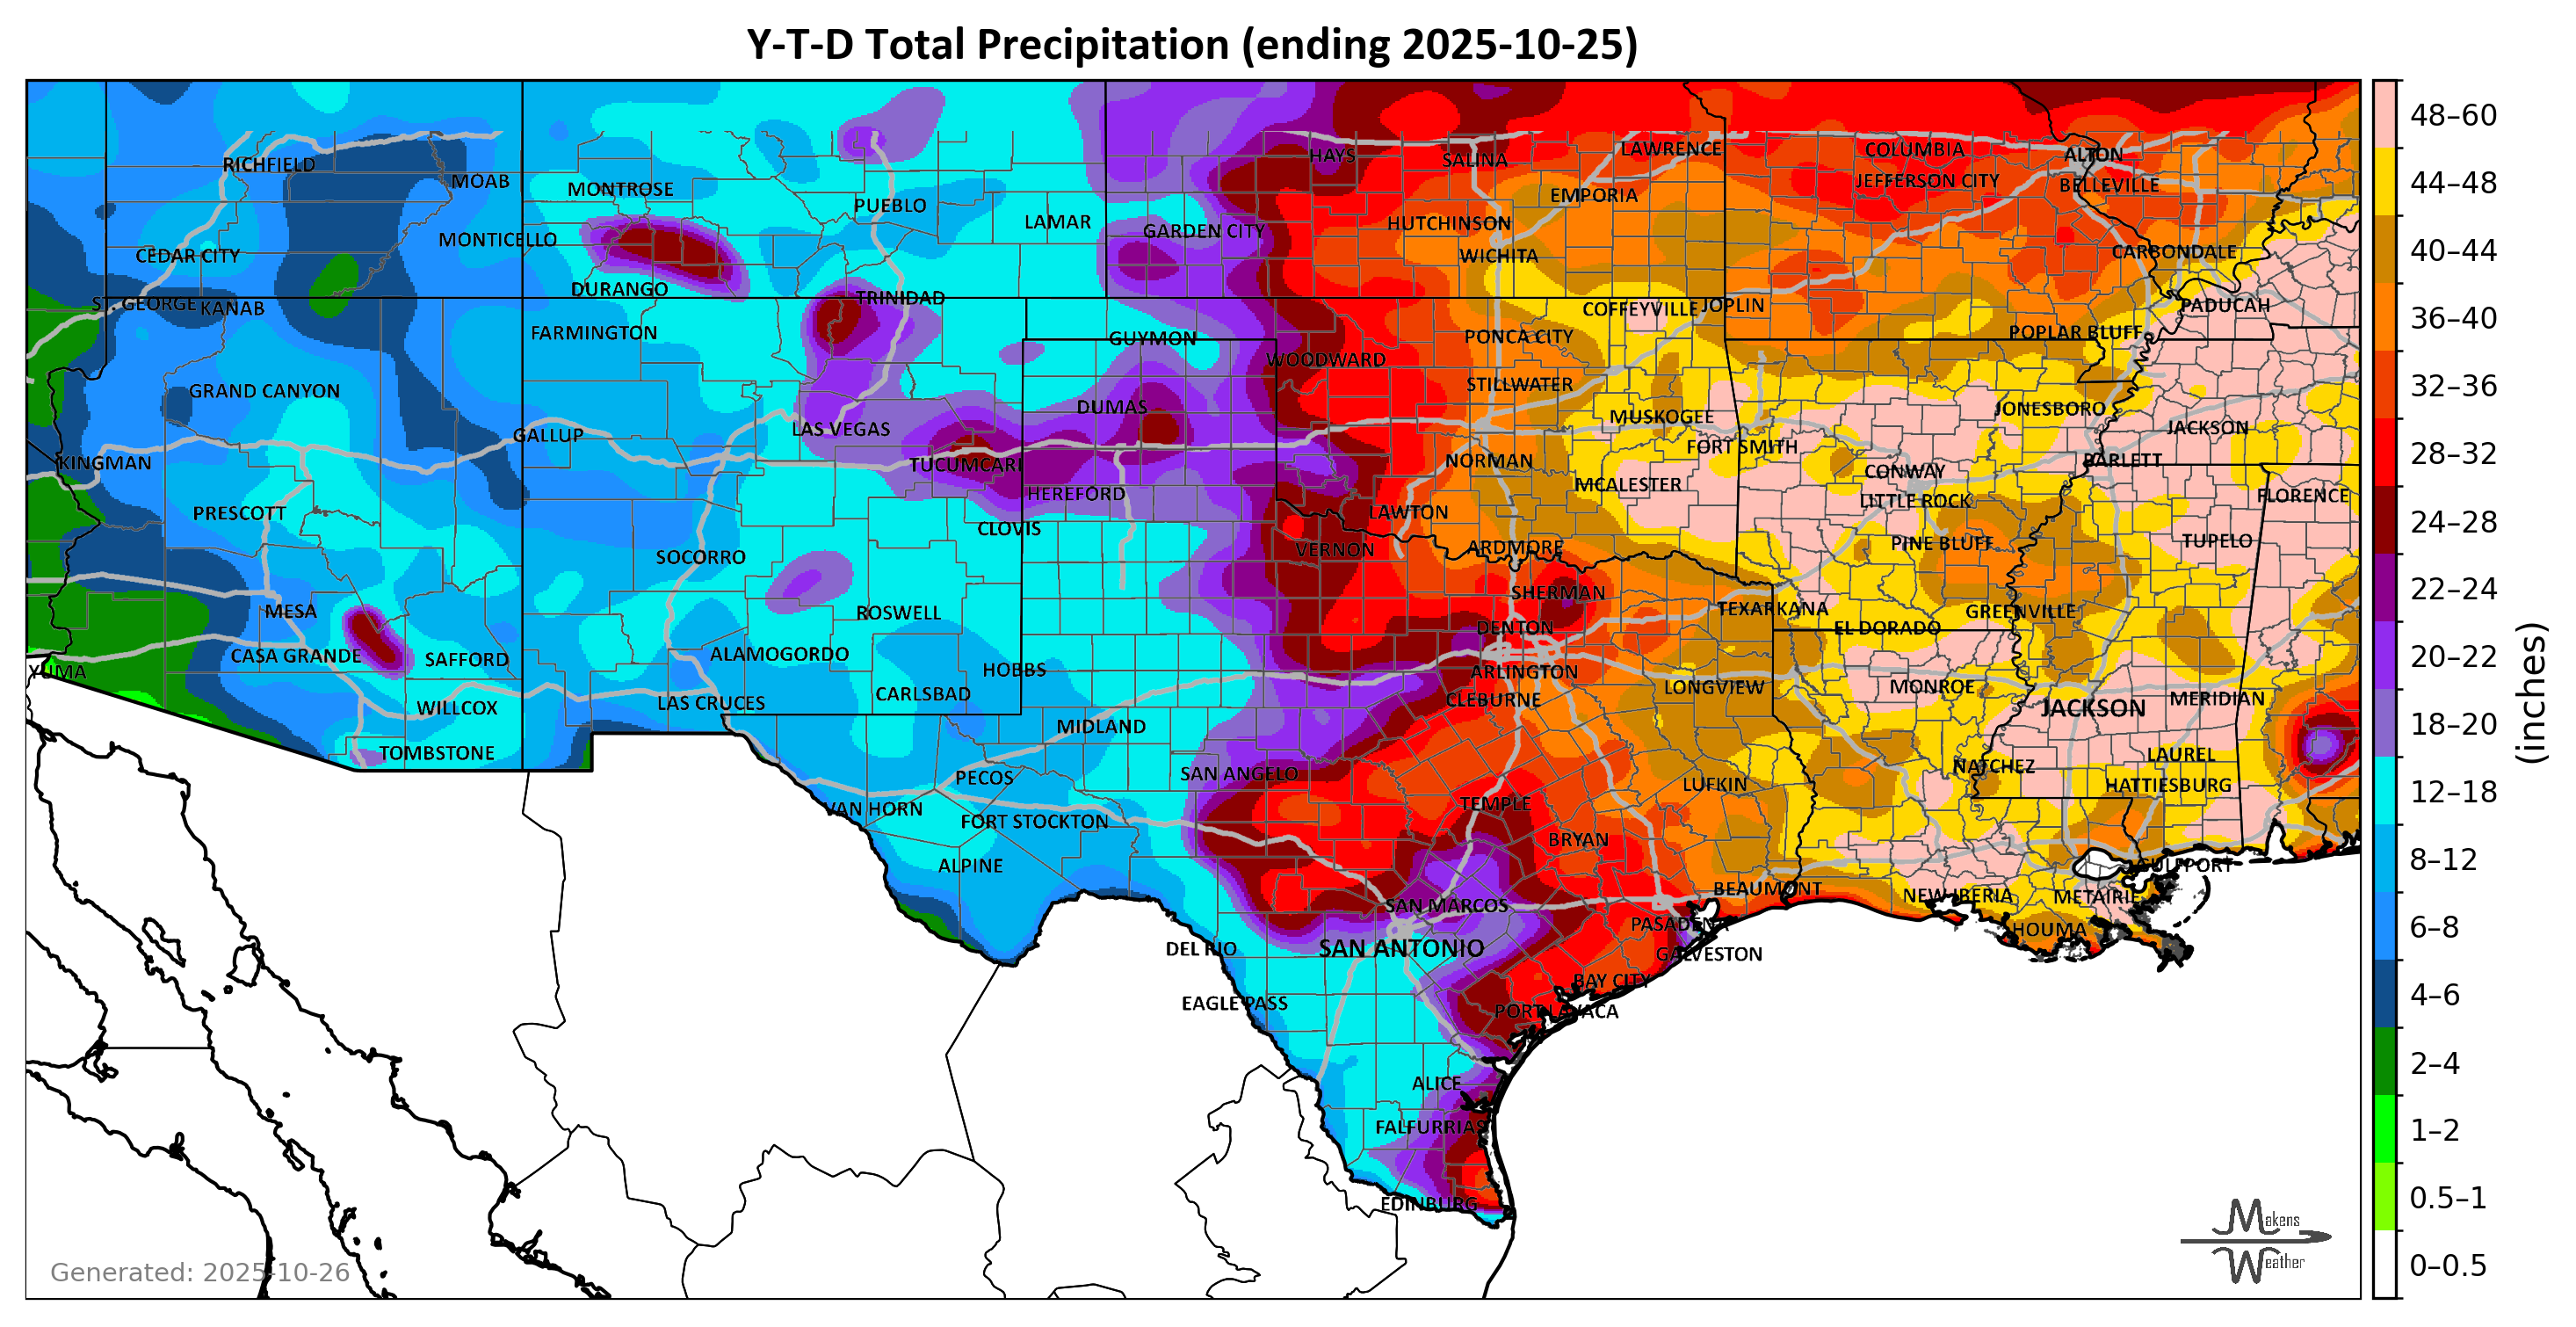 Y-T-D Total Precipitation (ending 2025-10-25)
RICHFIELD
MOAB
MONTROSE
PUEBLO
LAMAR
GARDEN CITY
HAYS
SALINA
LAWRENCE
EMPORIA
HUTCHINSON
WICHITA
COLUMBIA
JEFFERSON CITY
ALTON
BELLEVILLE
CARBONDALE
CEDAR CITY
MONTICELLO
DURANGO
TRINIDAD
ST. GEORGE
KANAB
FARMINGTON
GUYMON
COFFEYVILLE
JOPLIN
PONCA CITY
POPLAR BLUFF
PADUCAH
WOODWARD
STILLWATER
GRAND CANYON
DUMAS
MUSKOGEE
JONESBORO
JACKSON
GALLUP
LAS VEGAS
FORT SMITH
KINGMAN
TUCUMCARI
NORMAN
CONWAY
BARLETT
HEREFORD
MCALESTER
LITTLE ROCK
FLORENCE
PRESCOTT
CLOVIS
LAWTON
PINE BLUFF
TUPELO
SOCORRO
VERNON
ARDMORE
MESA
ROSWELL
SHERMAN
TEXARKANA
GREENVILLE
DENTON
EL DORADO
CASA GRANDE
SAFFORD
ALAMOGORDO
HOBBS
ARLINGTON
YUMA
LONGVIEW
MONROE
WILLCOX
LAS CRUCES
CARLSBAD
CLEBURNE
JACKSON
MERIDIAN
MIDLAND
TOMBSTONE
PECOS
SAN ANGELO
LUFKIN
NATCHEZ
LAUREL
HATTIESBURG
VAN HORN
FORT STOCKTON
TEMPLE
BRYAN
ALPINE
GULFPORT
BEAUMONT
NEW IBERIA
METAIRIE
SAN MARCOS
PASADENA
HOUMA
DEL RIO
SAN ANTONIO
GALVESTON
BAY CITY
EAGLE PASS
PORT LAVACA
ALICE
FALFURRIAS
EDINBURG
Generated: 2025-10-26
Makens
Weather
48–60
44–48
40–44
36–40
32–36
28–32
24–28
22–24
20–22
18–20
12–18
8–12
6–8
4–6
2–4
1–2
0.5–1
0–0.5
(inches)